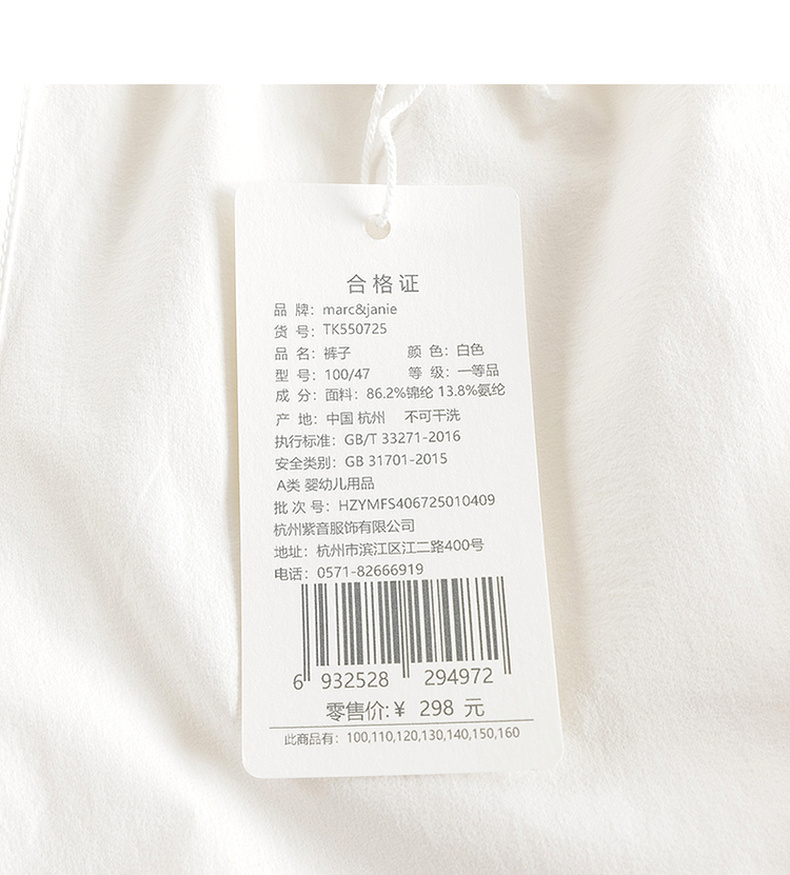 合格证
品 牌：marc&janie
货 号：TK550725
品 名：裤子 颜 色：白色
型 号：100/47 等 级：一等品
成 分：面料：86.2%锦纶 13.8%氨纶
产 地：中国 杭州 不可干洗
执行标准：GB/T 33271-2016
安全类别：GB 31701-2015
A类 婴幼儿用品
批 次 号：HZYMFS406725010409
杭州紫音服饰有限公司
地址：杭州市滨江区江二路400号
电话：0571-82666919
6 932528 294972
零售价:¥ 298 元
此商品有：100,110,120,130,140,150,160